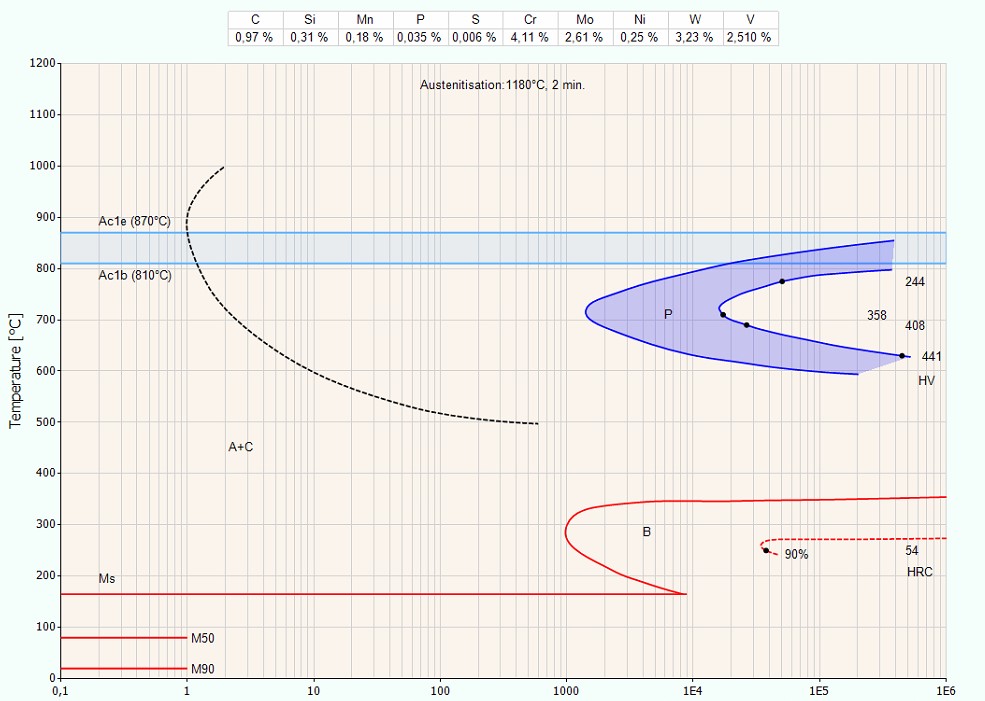 C Si Mn P S Cr Mo Ni W V
0,97 % 0,31 % 0,18 % 0,035 % 0,006 % 4,11 % 2,61 % 0,25 % 3,23 % 2,510 %
Austenitisation:1180°C, 2 min.
Temperature [°C]
1200
1100
1000
900
800
700
600
500
400
300
200
100
0
Ac1e (870°C)
Ac1b (810°C)
P
244
358
408
441
HV
A+C
B
90%
54
HRC
Ms
M50
M90
0,1 1 10 100 1000 1E4 1E5 1E6